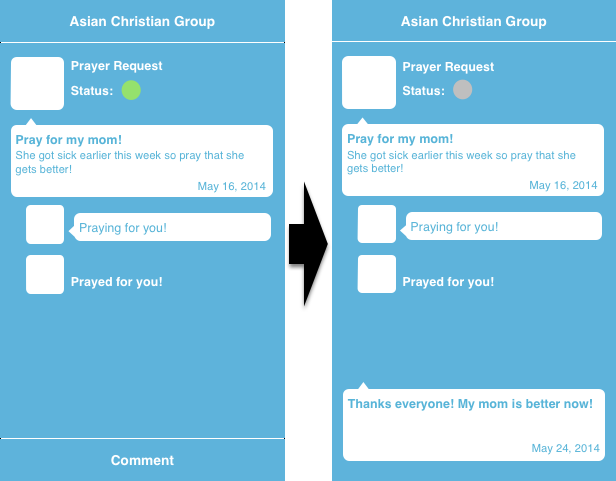 Asian Christian Group
Prayer Request
Status:
Pray for my mom!
She got sick earlier this week so pray that she
gets better!
May 16, 2014
Praying for you!
Prayed for you!
Comment
Asian Christian Group
Prayer Request
Status:
Pray for my mom!
She got sick earlier this week so pray that she
gets better!
May 16, 2014
Praying for you!
Prayed for you!
Thanks everyone! My mom is better now!
May 24, 2014